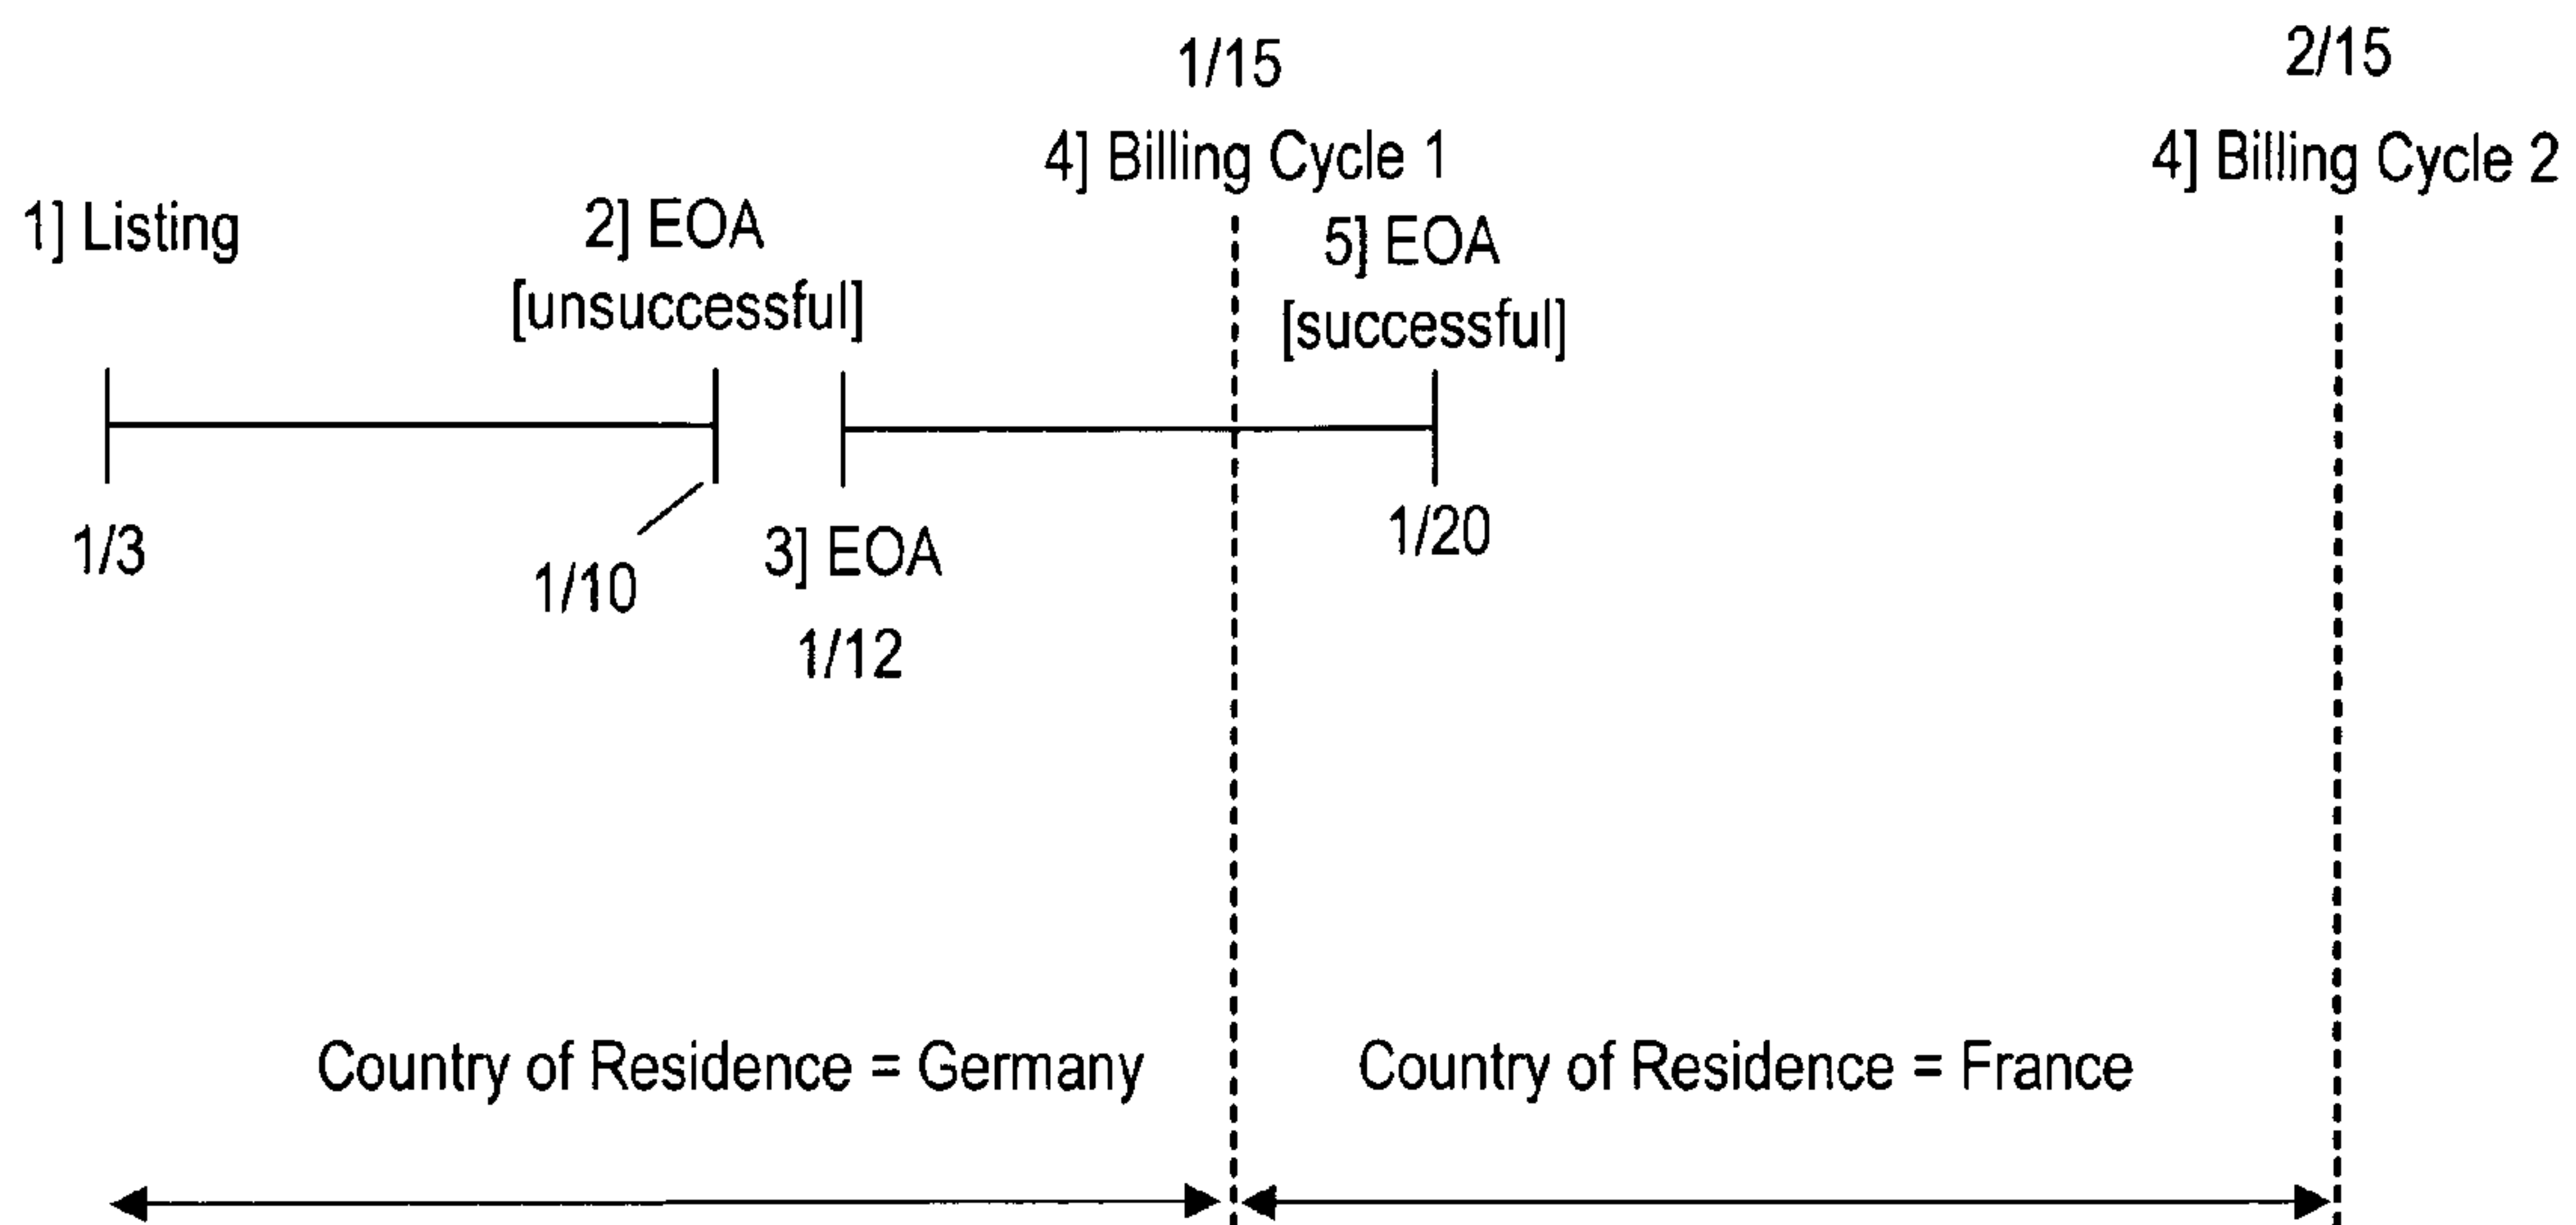 1/15
2/15
4] Billing Cycle 1
4] Billing Cycle 2
1] Listing
2] EOA
[unsuccessful]
5] EOA
[successful]
1/3
1/10
3] EOA
1/12
1/20
Country of Residence = Germany
Country of Residence = France